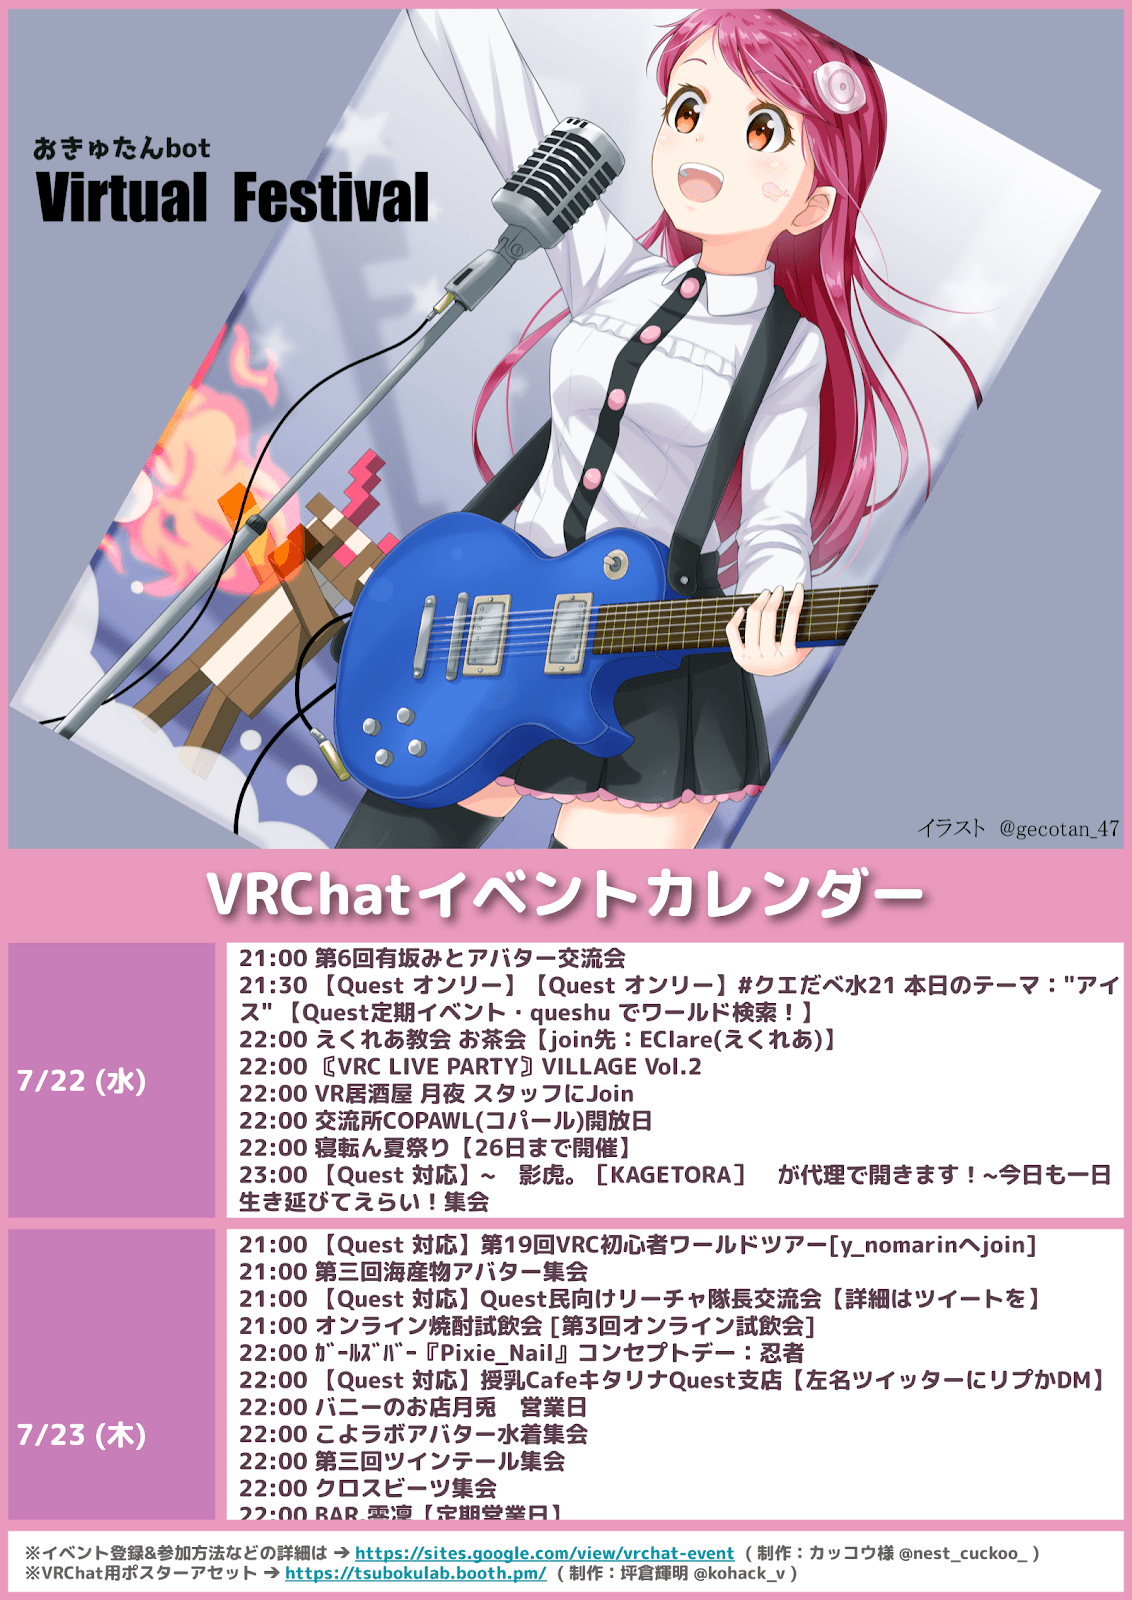 おきゅたんbot
Virtual Festival
イラスト @gecotan_47
VRChatイベントカレンダー
7/22 (水)
21:00 第6回有坂みとアバター交流会
21:30 【Quest オンリー】【Quest オンリー】#クエだべ水21 本日のテーマ："アイ
ス" 【Quest定期イベント・queshu でワールド検索！】
22:00 えくれあ教会 お茶会【join先：EClare(えくれあ)】
22:00 〖VRC LIVE PARTY〗VILLAGE Vol.2
22:00 VR居酒屋 月夜 スタッフにJoin
22:00 交流所COPAWL(コパール)開放日
22:00 寝転ん夏祭り【26日まで開催】
23:00 【Quest 対応】~　影虎。［KAGETORA］　が代理で開きます！~今日も一日
生き延びてえらい！集会
7/23 (木)
21:00 【Quest 対応】第19回VRC初心者ワールドツアー[y_nomarinへjoin]
21:00 第三回海産物アバター集会
21:00 【Quest 対応】Quest民向けリーチャ隊長交流会【詳細はツイートを】
21:00 オンライン焼酎試飲会 [第3回オンライン試飲会]
22:00 ｶﾞｰﾙｽﾞﾊﾞｰ『Pixie_Nail』コンセプトデー：忍者
22:00 【Quest 対応】授乳CafeキタリナQuest支店【左名ツイッターにリプかDM】
22:00 バニーのお店月兎　営業日
22:00 こよラボアバター水着集会
22:00 第三回ツインテール集会
22:00 クロスビーツ集会
22:00 BAR.零凛【定期営業日】
※イベント登録&参加方法などの詳細は ➔ https://sites.google.com/view/vrchat-event （制作：カッコウ様 @nest_cuckoo_ ）
※VRChat用ポスターアセット ➔ https://tsubokulab.booth.pm/ （制作：坪倉輝明 @kohack_v ）